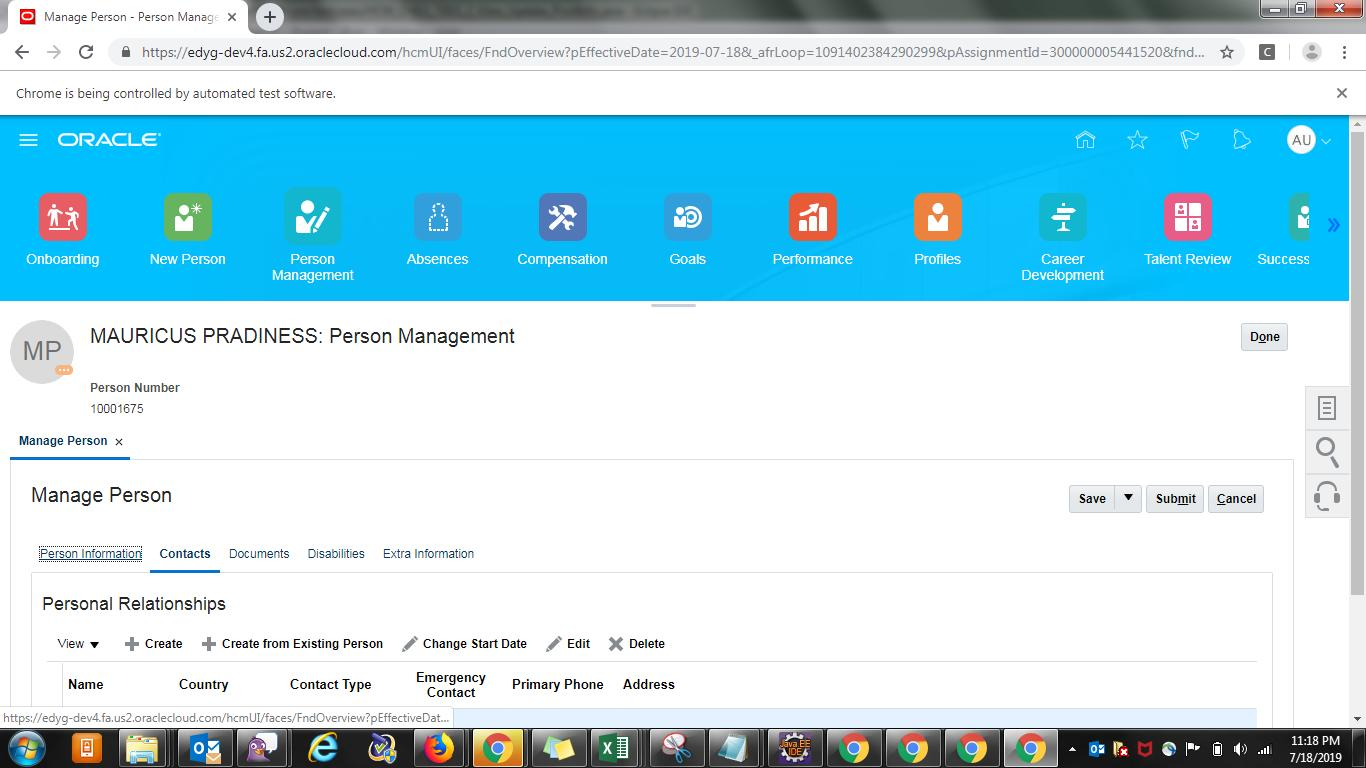 Manage Person - Person Manage
https://edyg-dev4.fa.us2.oraclecloud.com/hcmUI/faces/FndOverview?pEffectiveDate=2019-07-18&_afrLoop=1091402384290299&pAssignmentId=300000005441520&fnd...
C
Chrome is being controlled by automated test software.
ORACLE
AU
Onboarding
New Person
Person Management
Absences
Compensation
Goals
Performance
Profiles
Career Development
Talent Review
Success
MP
MAURICUS PRADINESS: Person Management
Done
Person Number
10001675
Manage Person
Manage Person
Save
Submit
Cancel
Person Information
Contacts
Documents
Disabilities
Extra Information
Personal Relationships
View
Create
Create from Existing Person
Change Start Date
Edit
Delete
Name
Country
Contact Type
Emergency Contact
Primary Phone
Address
https://edyg-dev4.fa.us2.oraclecloud.com/hcmUI/faces/FndOverview?pEffectiveDat...
Java EE
IDE
11:18 PM
7/18/2019